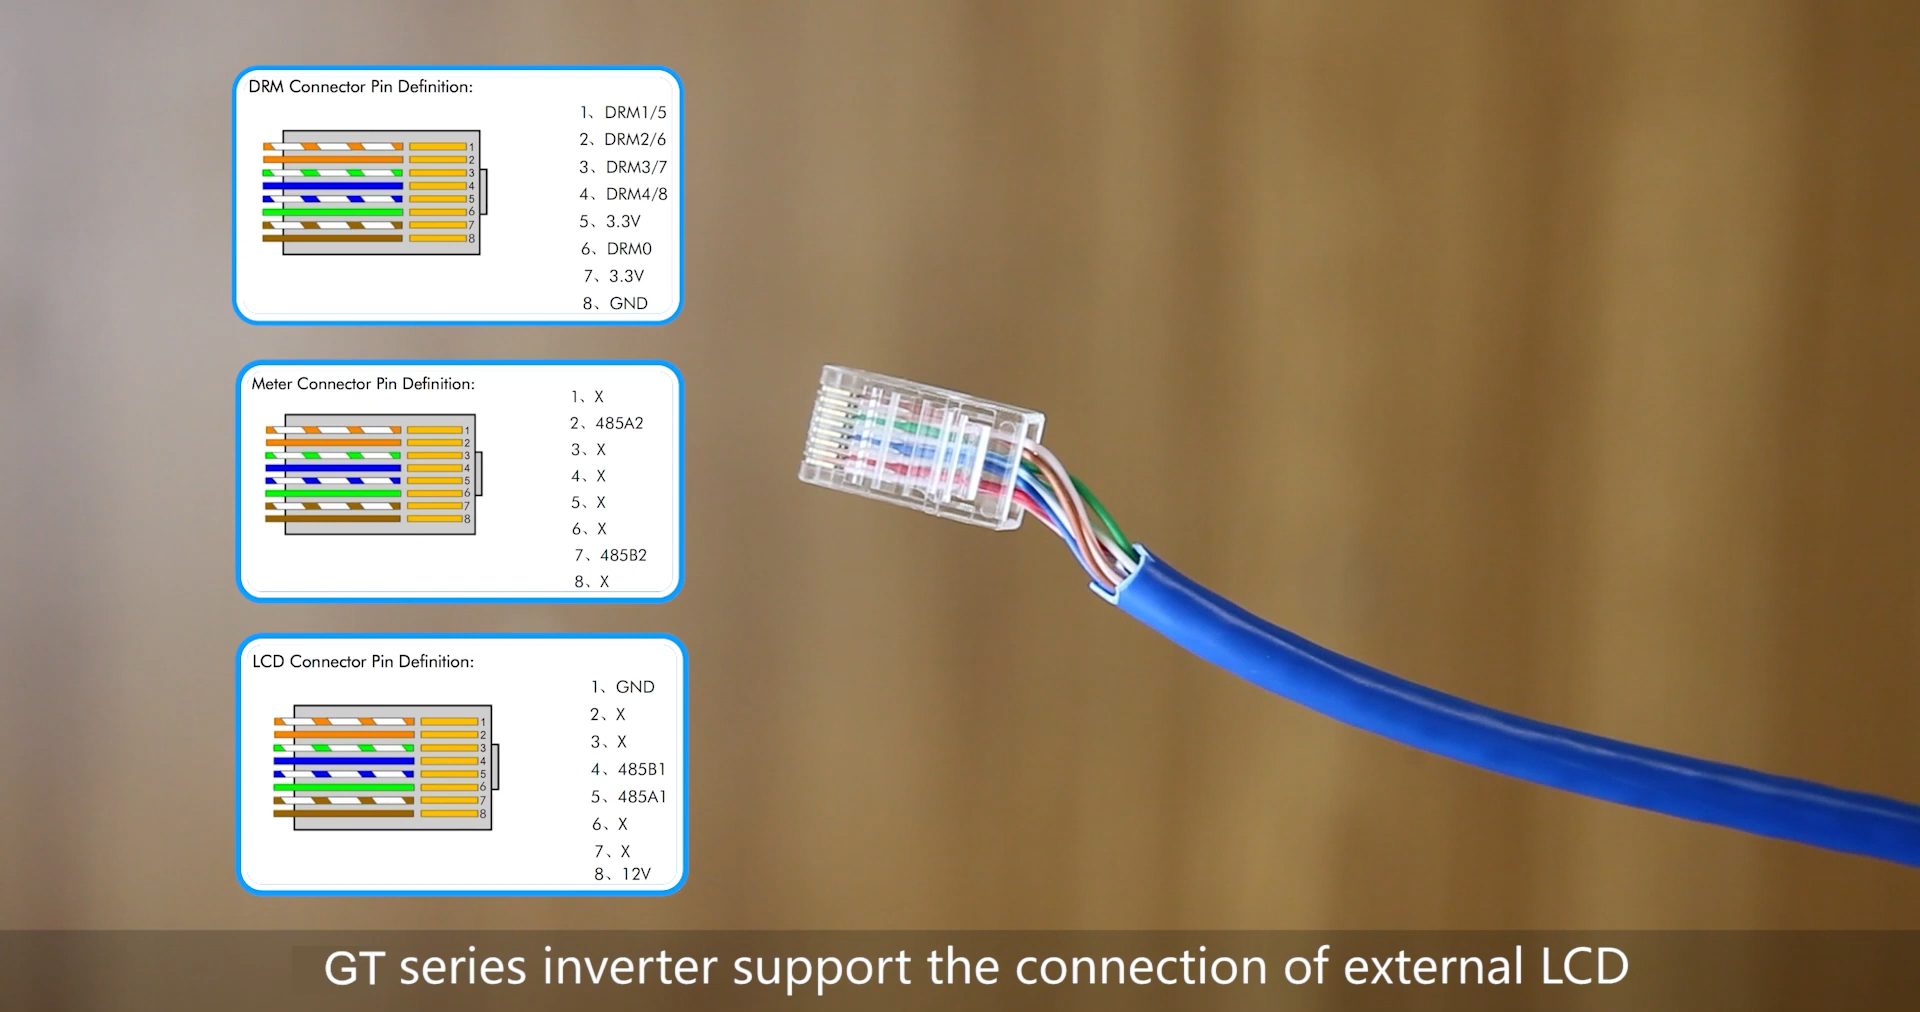 DRM Connector Pin Definition:
1、DRM1/5
2、DRM2/6
3、DRM3/7
4、DRM4/8
5、3.3V
6、DRM0
7、3.3V
8、GND
1
2
3
4
5
6
7
8
Meter Connector Pin Definition:
1、X
2、485A2
3、X
4、X
5、X
6、X
7、485B2
8、X
1
2
3
4
5
6
7
8
LCD Connector Pin Definition:
1、GND
2、X
3、X
4、485B1
5、485A1
6、X
7、X
8、12V
1
2
3
4
5
6
7
8
GT series inverter support the connection of external LCD